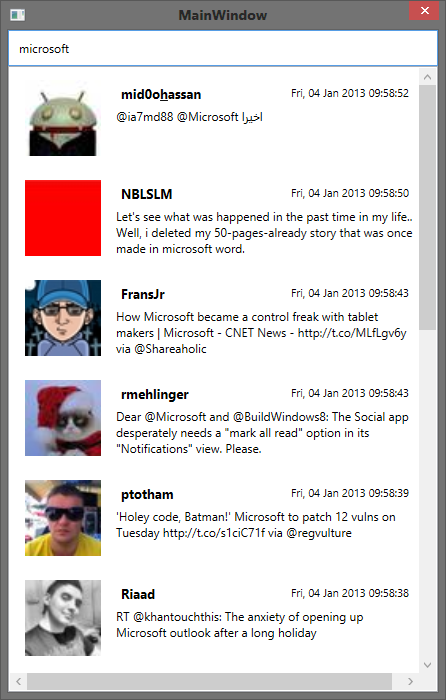 MainWindow
microsoft
mid0ohassan
Fri, 04 Jan 2013 09:58:52
@ia7md88 @Microsoft اخيرا
NBLSLM
Fri, 04 Jan 2013 09:58:50
Let's see what was happened in the past time in my life..
Well, i deleted my 50-pages-already story that was once
made in microsoft word.
FransJr
Fri, 04 Jan 2013 09:58:43
How Microsoft became a control freak with tablet
makers | Microsoft - CNET News - http://t.co/MLfLgv6y
via @Shareaholic
rmehlinger
Fri, 04 Jan 2013 09:58:43
Dear @Microsoft and @BuildWindows8: The Social app
desperately needs a "mark all read" option in its
"Notifications" view. Please.
ptotham
Fri, 04 Jan 2013 09:58:39
'Holey code, Batman!' Microsoft to patch 12 vulns on
Tuesday http://t.co/s1ciC71f via @regvulture
Riaad
Fri, 04 Jan 2013 09:58:38
RT @khantouchthis: The anxiety of opening up
Microsoft outlook after a long holiday